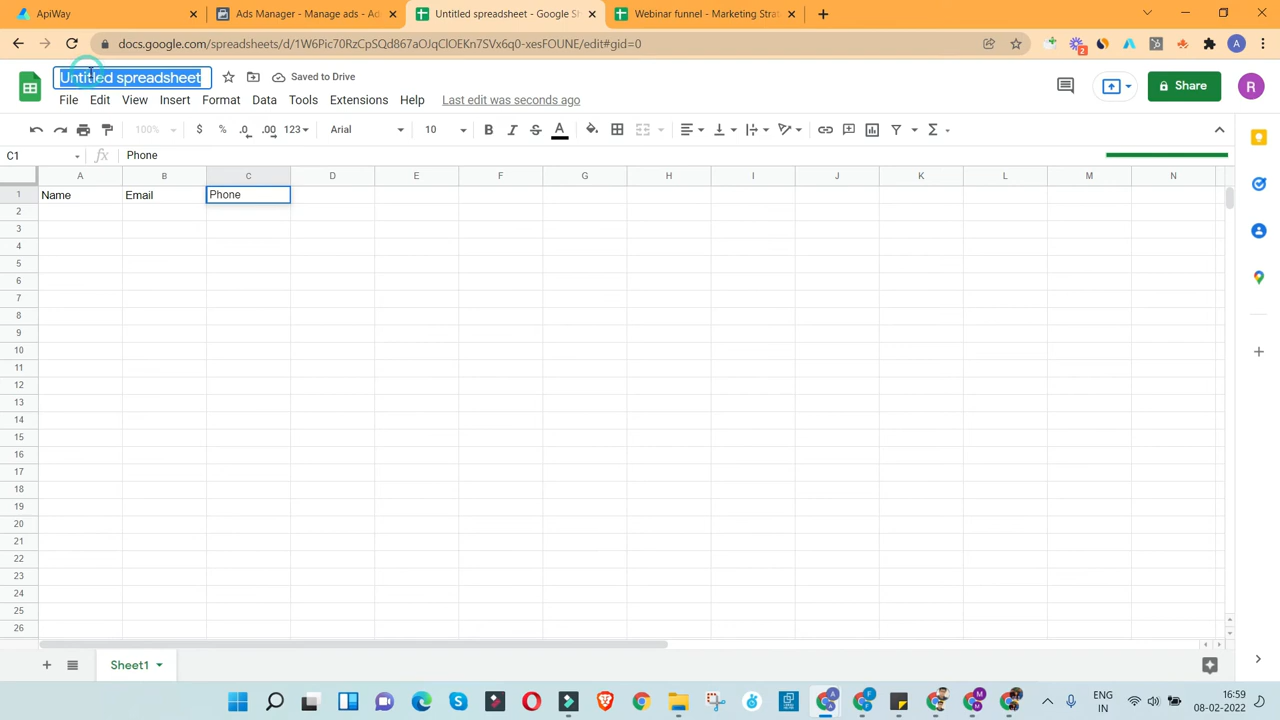 ApiWay
Ads Manager - Manage ads - Ad
Untitled spreadsheet - Google Sh
Webinar funnel - Marketing Strat
docs.google.com/spreadsheets/d/1W6Pic70RzCpSQd867aOJqClOEKn7SVx6q0-xesFOUNE/edit#gid=0
2
A
Untitled spreadsheet
Saved to Drive
File Edit View Insert Format Data Tools Extensions Help Last edit was seconds ago
Share
R
100% $ % .0 .00 123 Arial 10 B I S A
C1 fx Phone
A B C D E F G H I J K L M N
1 Name Email Phone
2
3
4
5
6
7
8
9
10
11
12
13
14
15
16
17
18
19
20
21
22
23
24
25
26
Sheet1
ENG
IN
16:59
08-02-2022